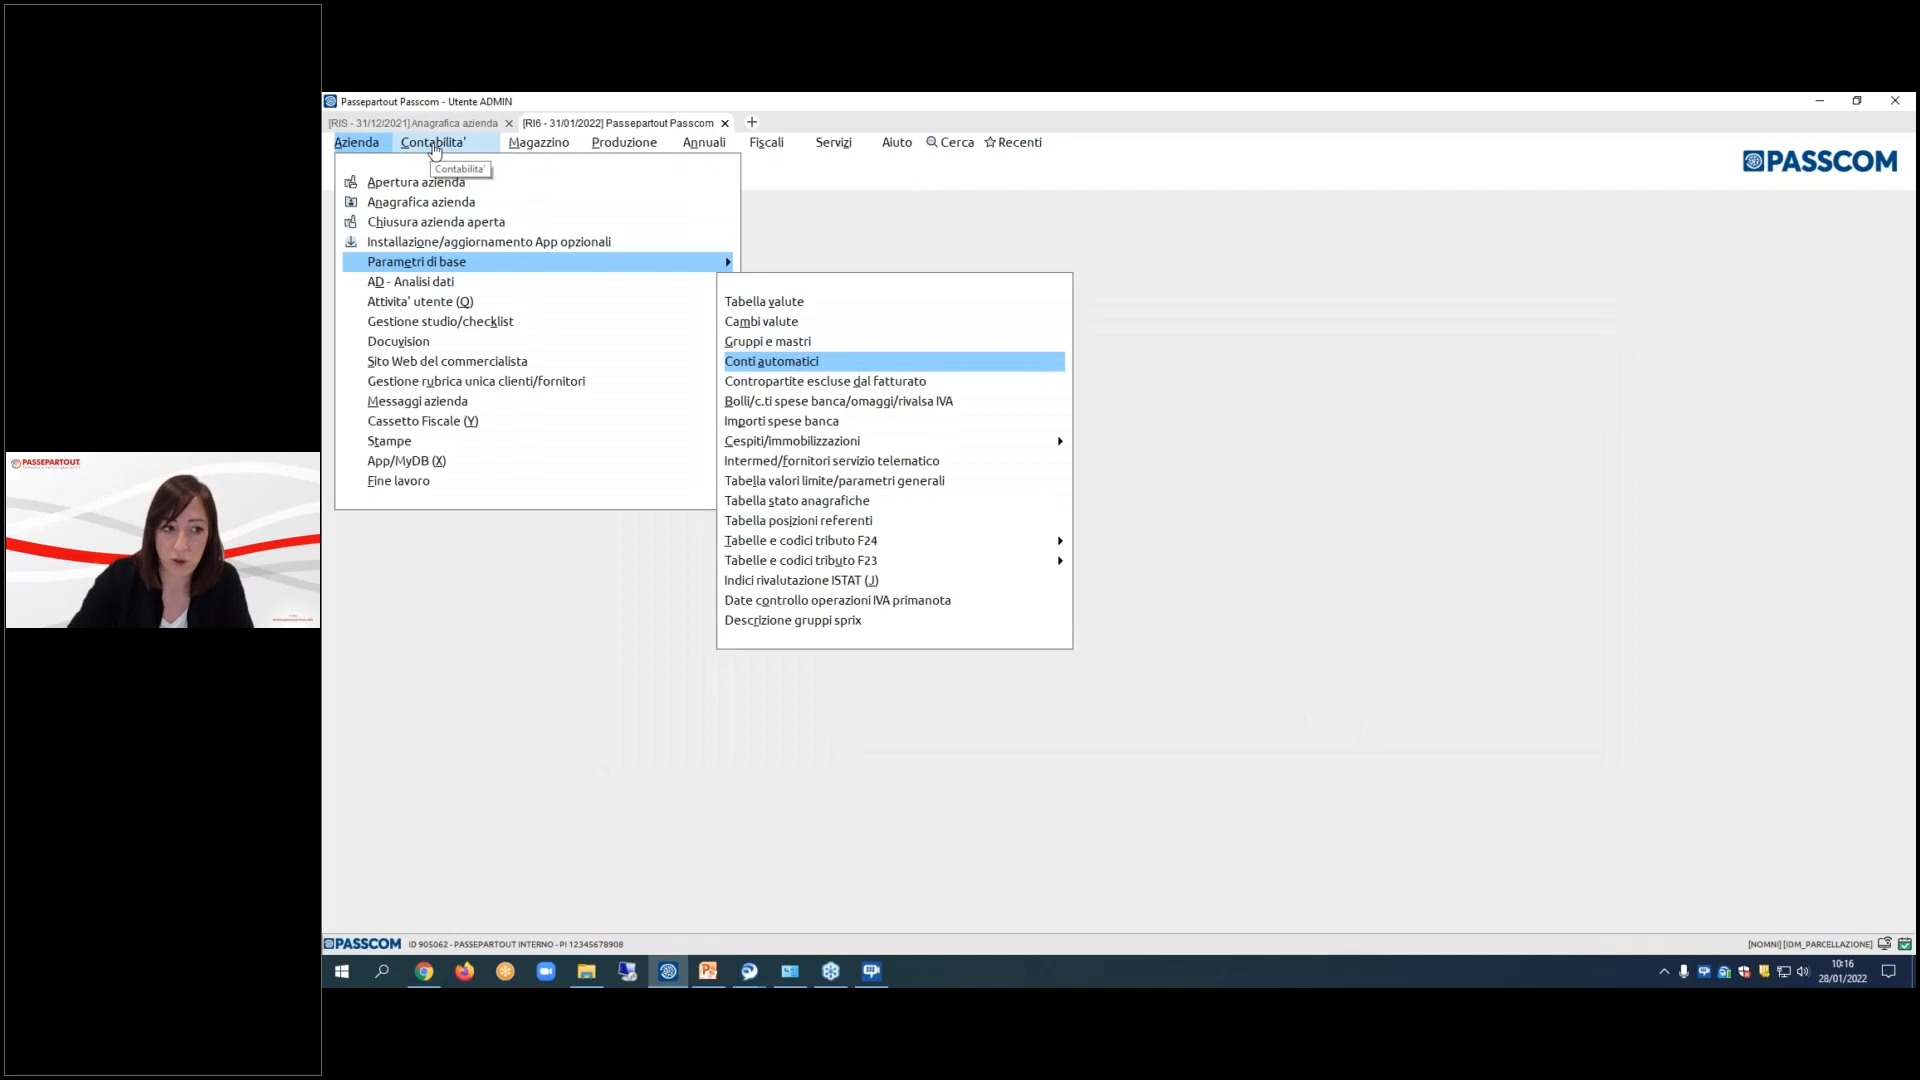 Passepartout Passcom - Utente ADMIN
[RIS - 31/12/2021] Anagrafica azienda
[RI6 - 31/01/2022] Passepartout Passcom
Azienda Contabilita' Magazzino Produzione Annuali Fiscali Servizi Aiuto Cerca Recenti
PASSCOM
Contabilita'
Apertura azienda
Anagrafica azienda
Chiusura azienda aperta
Installazione/aggiornamento App opzionali
Parametri di base
AD - Analisi dati
Attivita' utente (Q)
Gestione studio/checklist
Docuvision
Sito Web del commercialista
Gestione rubrica unica clienti/fornitori
Messaggi azienda
Cassetto Fiscale (Y)
Stampe
App/MyDB (X)
Fine lavoro
Tabella valute
Cambi valute
Gruppi e mastri
Conti automatici
Contropartite escluse dal fatturato
Bolli/c.ti spese banca/omaggi/rivalsa IVA
Importi spese banca
Cespiti/immobilizzazioni
Intermed/fornitori servizio telematico
Tabella valori limite/parametri generali
Tabella stato anagrafiche
Tabella posizioni referenti
Tabelle e codici tributo F24
Tabelle e codici tributo F23
Indici rivalutazione ISTAT (J)
Date controllo operazioni IVA primanota
Descrizione gruppi sprix
PASSEPARTOUT
PASSCOM ID 905062 - PASSEPARTOUT INTERNO - PI 12345678908
[NOMNI] [IDM_PARCELLAZIONE]
10:16
28/01/2022